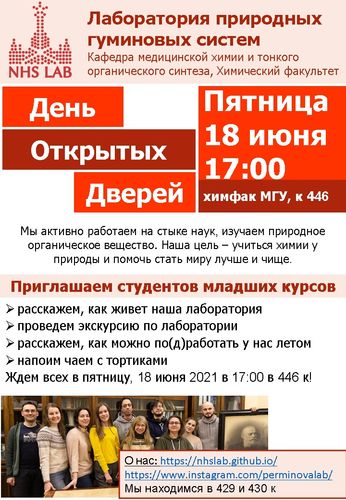 NHS LAB
Лаборатория природных
гуминовых систем
Кафедра медицинской химии и тонкого
органического синтеза, Химический факультет
День
Открытых
Дверей
Пятница
18 июня
17:00
химфак МГУ, к 446
Мы активно работаем на стыке наук, изучаем природное
органическое вещество. Наша цель – учиться химии у
природы и помочь стать миру лучше и чище.
Приглашаем студентов младших курсов
➢ расскажем, как живет наша лаборатория
➢ проведем экскурсию по лаборатории
➢ расскажем, как можно по(д)работать у нас летом
➢ напоим чаем с тортиками
Ждем всех в пятницу, 18 июня 2021 в 17:00 в 446 к!
О нас: https://nhslab.github.io/
https://www.instagram.com/perminovalab/
Мы находимся в 429 и 430 к